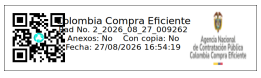 Colombia Compra Eficiente
Rad No. 2_2026_08_27_009262
Anexos: No Con copia: No
Fecha: 27/08/2026 16:54:19
Agencia Nacional
de Contratación Pública
Colombia Compra Eficiente